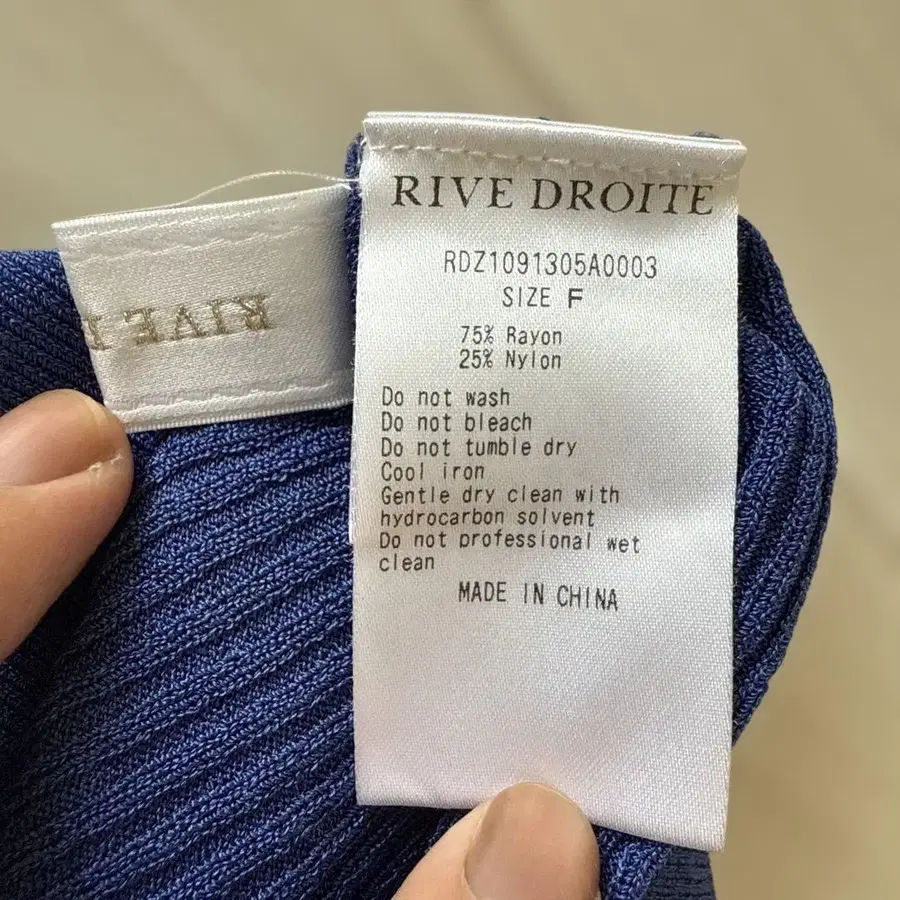 RIVE DROITE
RDZ1091305A0003
SIZE F
75% Rayon
25% Nylon
Do not wash
Do not bleach
Do not tumble dry
Cool iron
Gentle dry clean with
hydrocarbon solvent
Do not professional wet
clean
MADE IN CHINA
RIVE